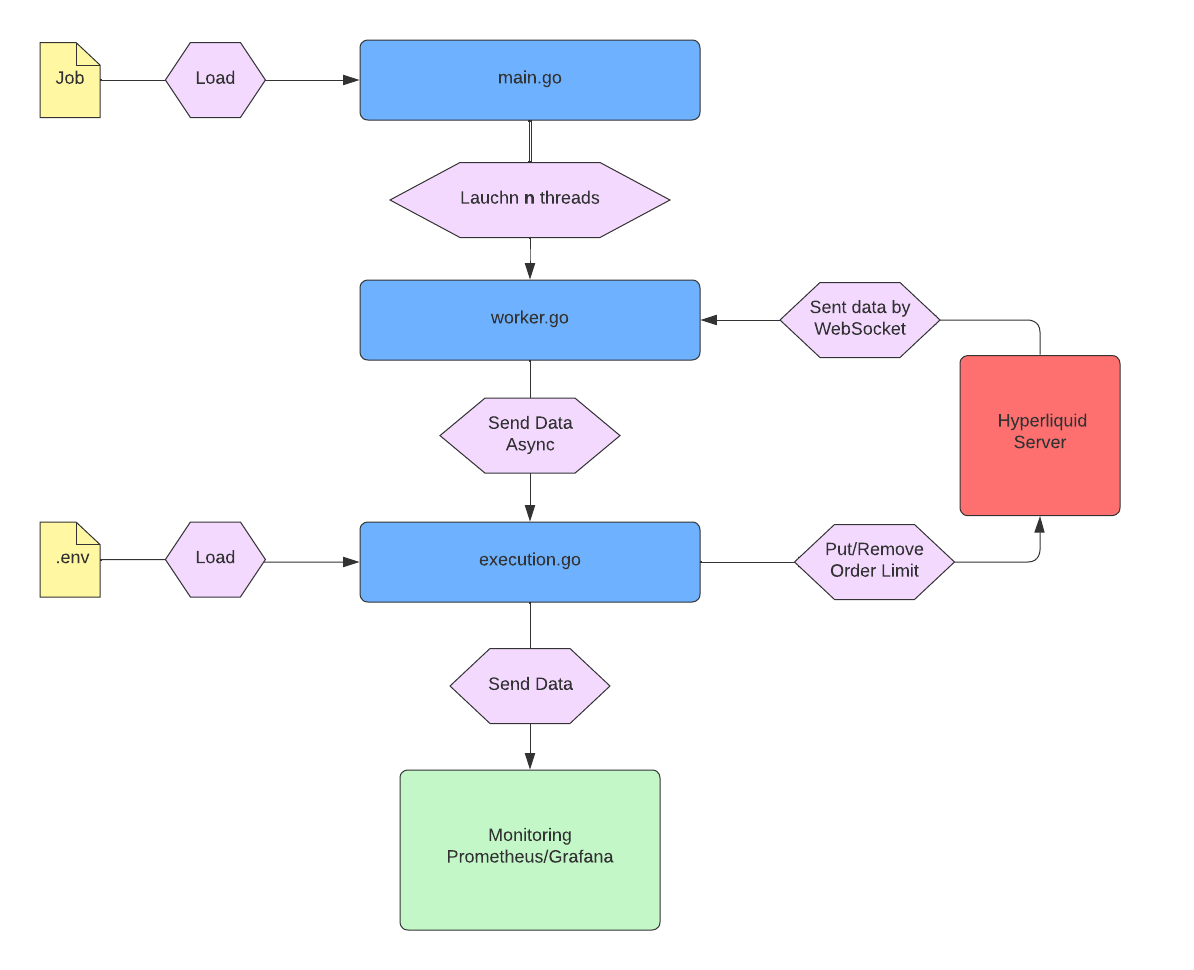 Job
Load
main.go
Lauchn n threads
worker.go
Sent data by
WebSocket
Send Data
Async
Hyperliquid
Server
.env
Load
execution.go
Put/Remove
Order Limit
Send Data
Monitoring
Prometheus/Grafana